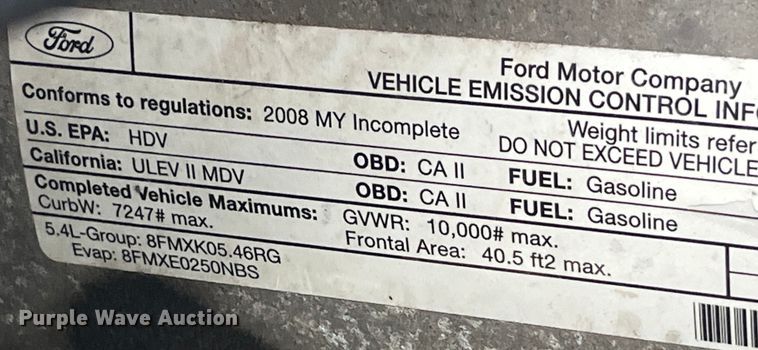 Ford
Ford Motor Company
VEHICLE EMISSION CONTROL INFO
Conforms to regulations: 2008 MY Incomplete
Weight limits refer
DO NOT EXCEED VEHICLE
U.S. EPA: HDV OBD: CA II FUEL: Gasoline
California: ULEV II MDV OBD: CA II FUEL: Gasoline
Completed Vehicle Maximums: GVWR: 10,000# max.
CurbW: 7247# max. Frontal Area: 40.5 ft2 max.
5.4L-Group: 8FMXK05.46RG
Evap: 8FMXE0250NBS
Purple Wave Auction